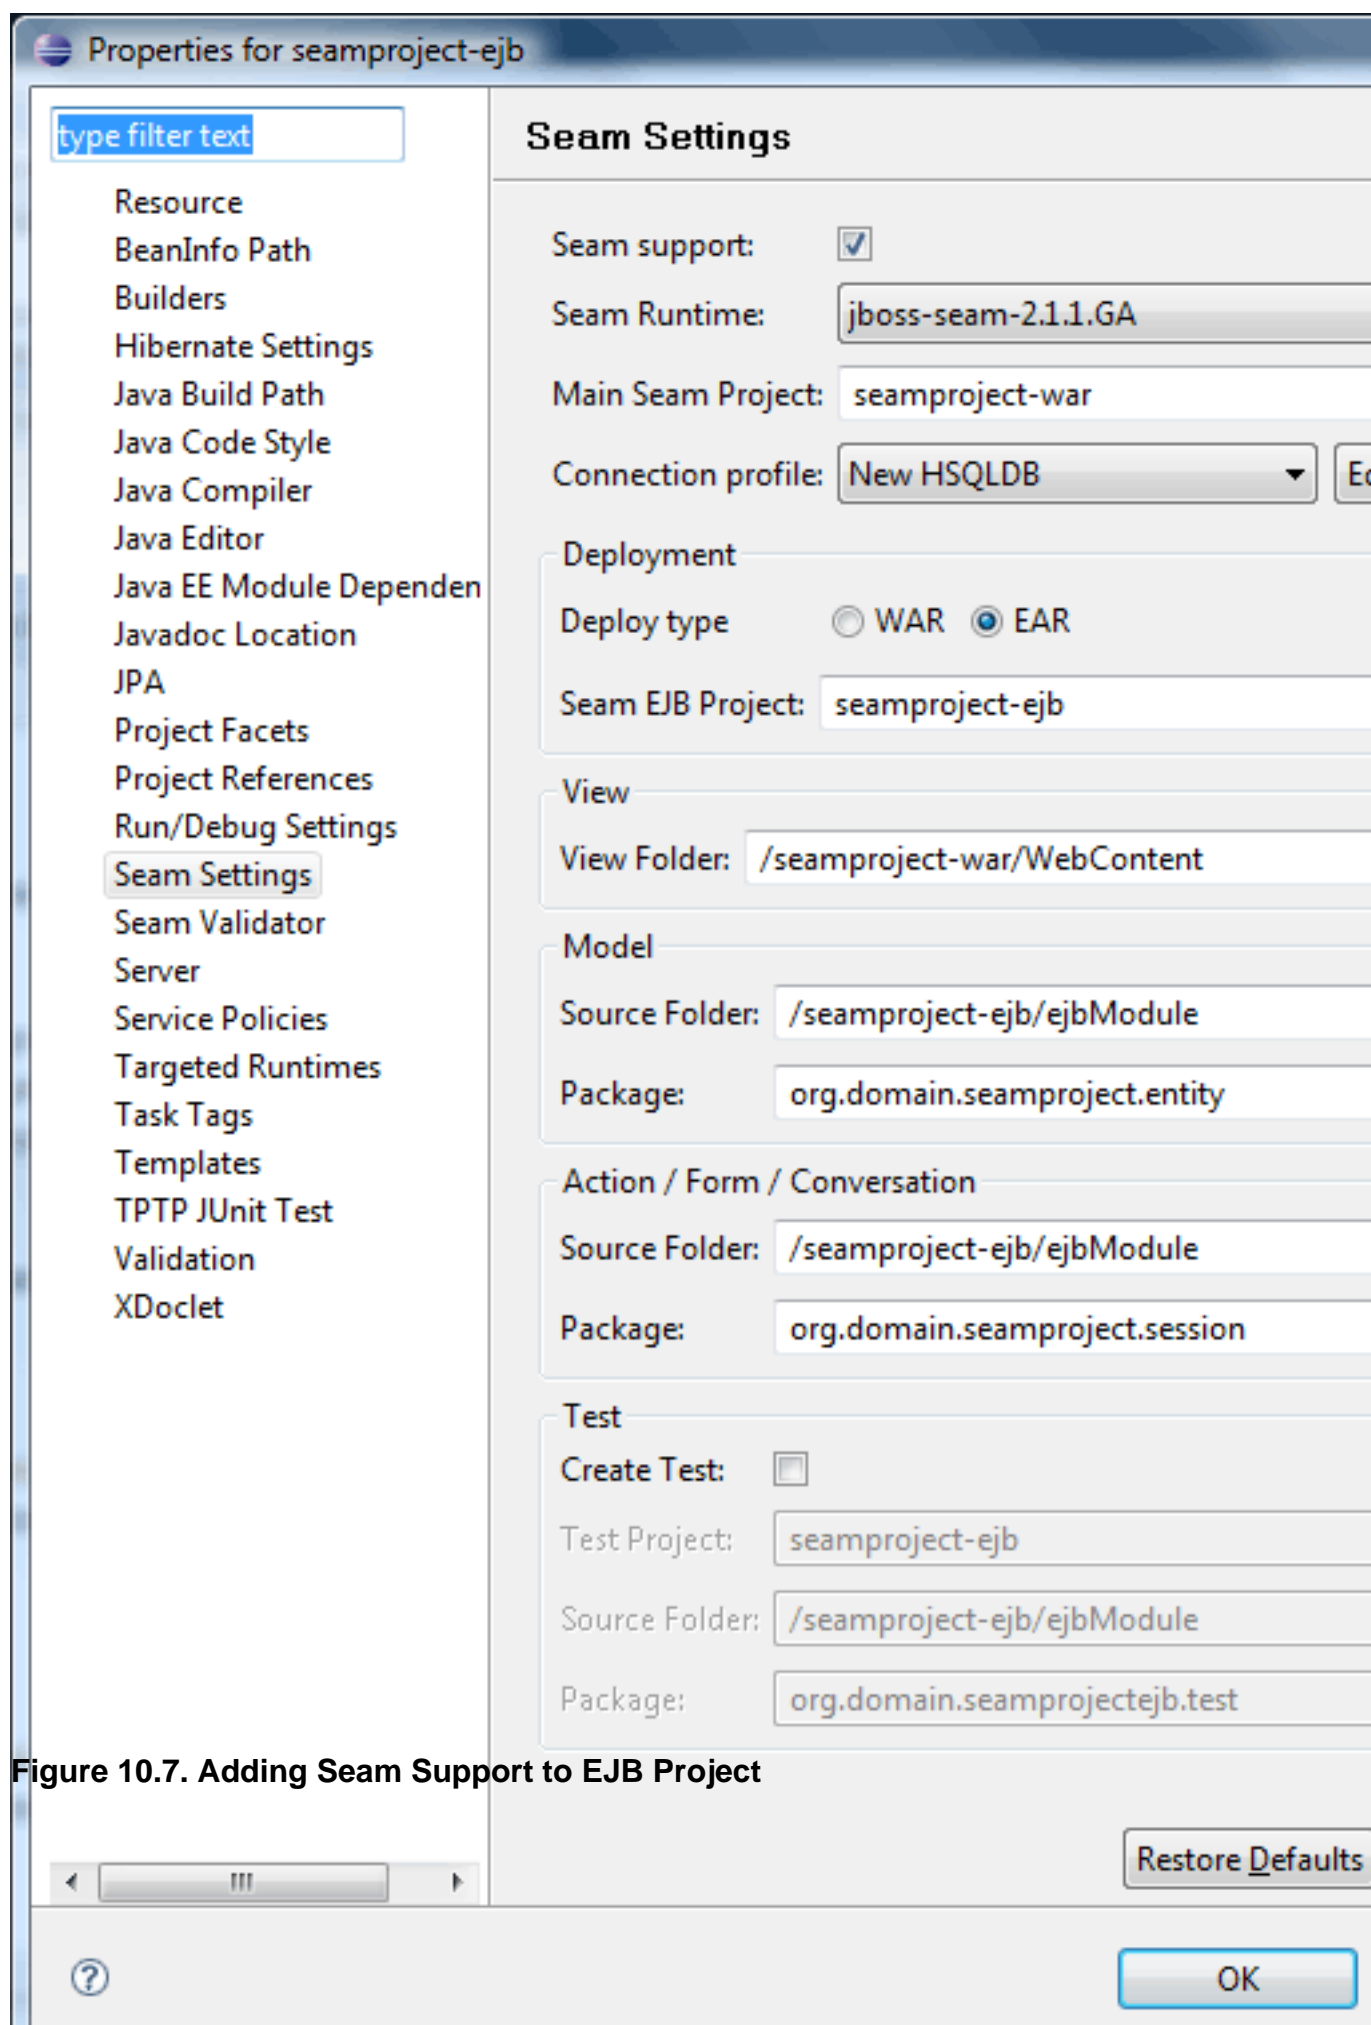 Properties for seamproject-ejb
type filter text
Resource
BeanInfo Path
Builders
Hibernate Settings
Java Build Path
Java Code Style
Java Compiler
Java Editor
Java EE Module Dependen
Javadoc Location
JPA
Project Facets
Project References
Run/Debug Settings
Seam Settings
Seam Validator
Server
Service Policies
Targeted Runtimes
Task Tags
Templates
TPTP JUnit Test
Validation
XDoclet
Seam Settings
Seam support:
Seam Runtime: jboss-seam-2.1.1.GA
Main Seam Project: seamproject-war
Connection profile: New HSQLDB
Deployment
Deploy type WAR EAR
Seam EJB Project: seamproject-ejb
View
View Folder: /seamproject-war/WebContent
Model
Source Folder: /seamproject-ejb/ejbModule
Package: org.domain.seamproject.entity
Action / Form / Conversation
Source Folder: /seamproject-ejb/ejbModule
Package: org.domain.seamproject.session
Test
Create Test:
Test Project: seamproject-ejb
Source Folder: /seamproject-ejb/ejbModule
Package: org.domain.seamprojectejb.test
Figure 10.7. Adding Seam Support to EJB Project
Restore Defaults
OK